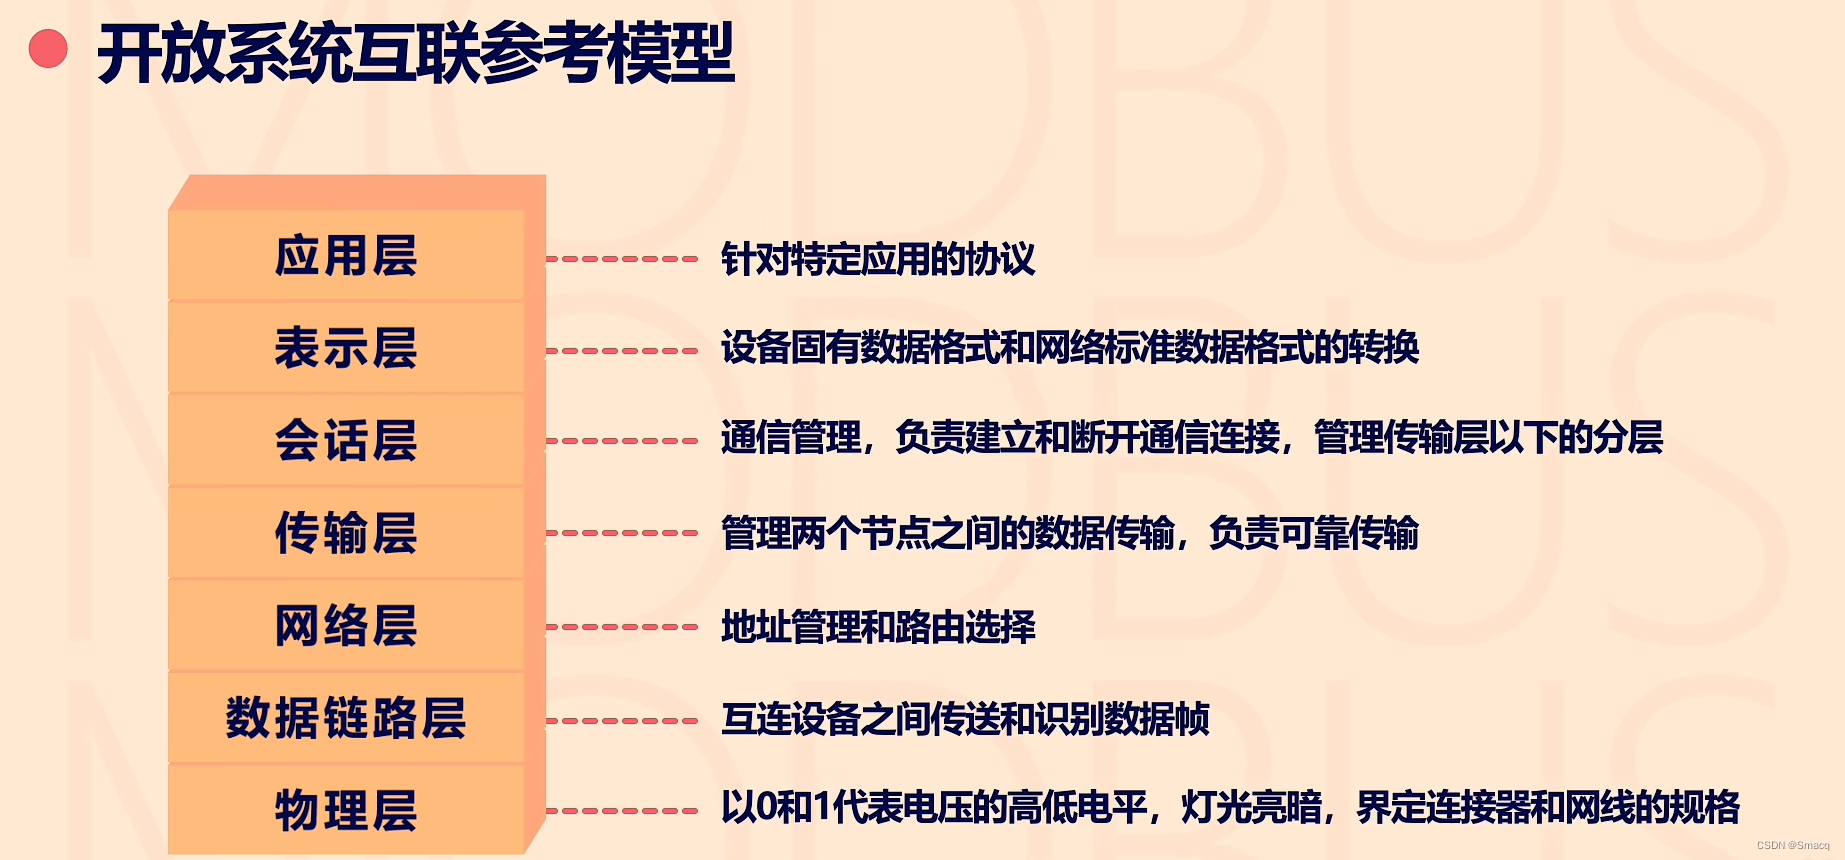 开放系统互联参考模型
应用层
针对特定应用的协议
表示层
设备固有数据格式和网络标准数据格式的转换
会话层
通信管理，负责建立和断开通信连接，管理传输层以下的分层
传输层
管理两个节点之间的数据传输，负责可靠传输
网络层
地址管理和路由选择
数据链路层
互连设备之间传送和识别数据帧
物理层
以0和1代表电压的高低电平，灯光亮暗，界定连接器和网线的规格
MODBUS
MODBUS
MODBUS
CSDN @Smacq